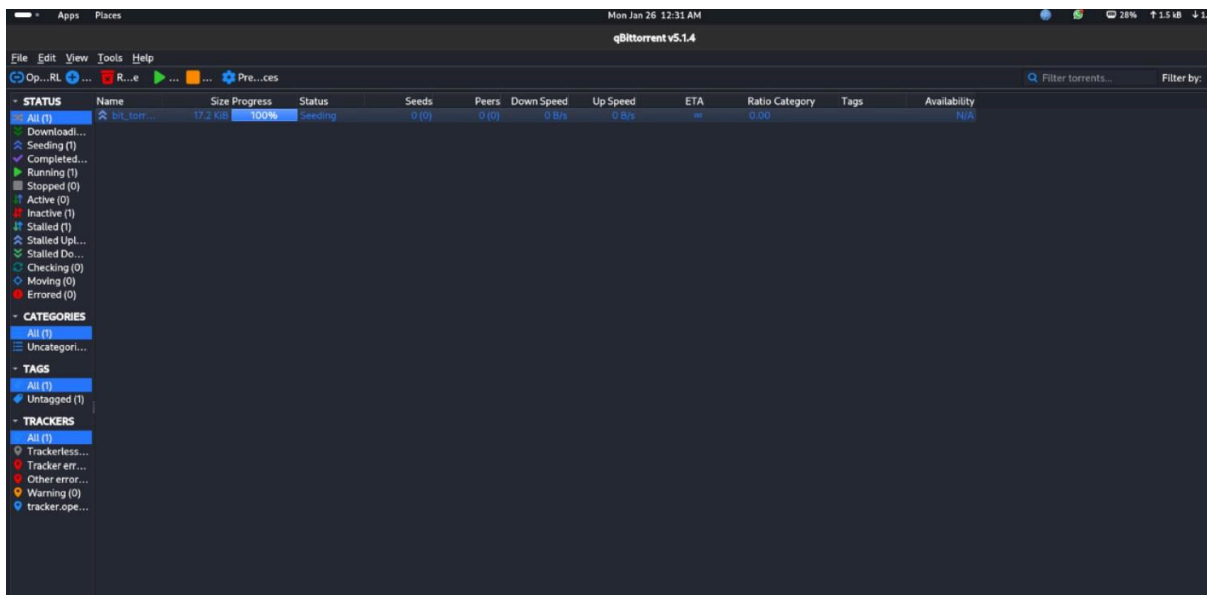 Apps Places Mon Jan 26 12:31 AM 28% ↑ 1.5 kB ↓ 1.
qBittorrent v5.1.4
File Edit View Tools Help
Op...RL ... R...e ... ... Pre...ces Filter torrents... Filter by:
STATUS
All (1)
Downloadi...
Seeding (1)
Completed...
Running (1)
Stopped (0)
Active (0)
Inactive (1)
Stalled (1)
Stalled Upl...
Stalled Do...
Checking (0)
Moving (0)
Errored (0)
CATEGORIES
All (1)
Uncategori...
TAGS
All (1)
Untagged (1)
TRACKERS
All (1)
Trackerless...
Tracker err...
Other error...
Warning (0)
tracker.ope...
Name Size Progress Status Seeds Peers Down Speed Up Speed ETA Ratio Category Tags Availability
bit_torr... 17.2 KiB 100% Seeding 0 (0) 0 (0) 0 B/s 0 B/s ∞ 0.00 N/A